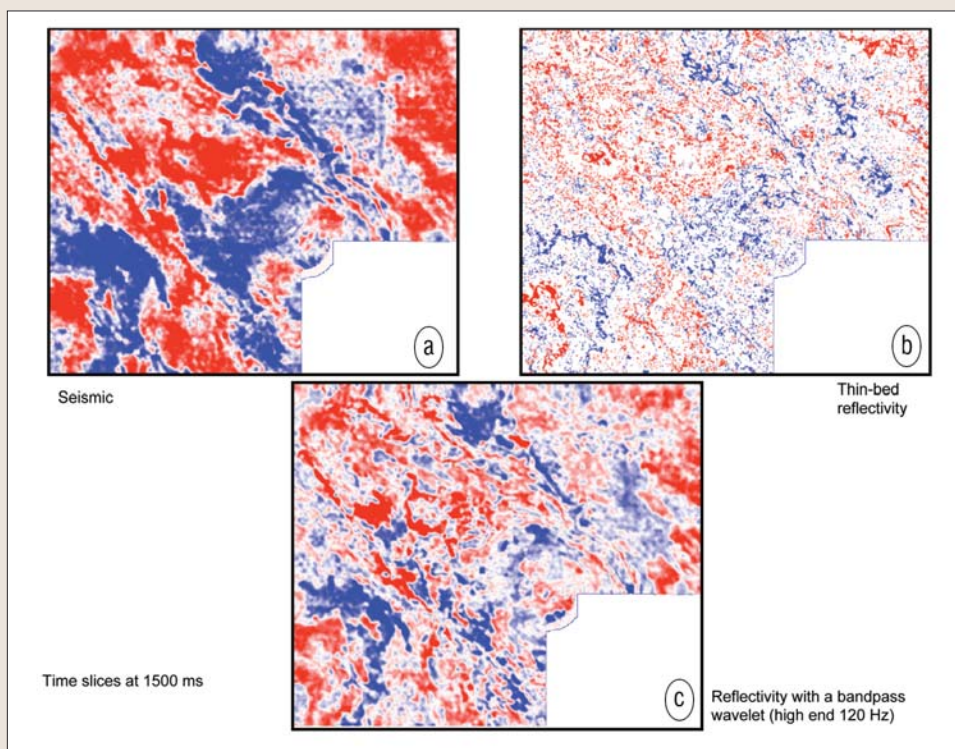 a
b
Seismic
Thin-bed
reflectivity
Time slices at 1500 ms
c
Reflectivity with a bandpass
wavelet (high end 120 Hz)